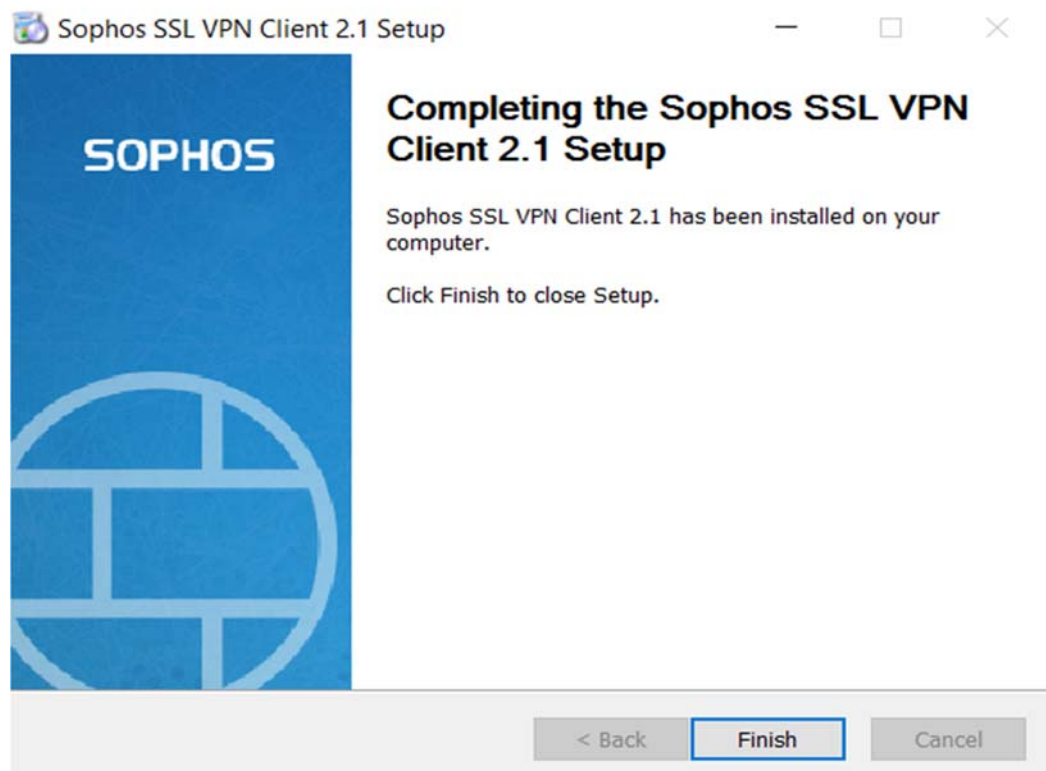 Sophos SSL VPN Client 2.1 Setup
SOPHOS
Completing the Sophos SSL VPN
Client 2.1 Setup
Sophos SSL VPN Client 2.1 has been installed on your
computer.
Click Finish to close Setup.
< Back
Finish
Cancel